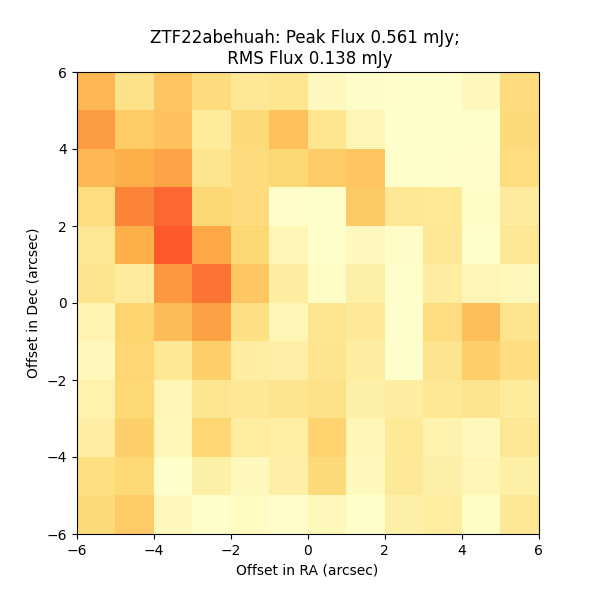 ZTF22abehuah: Peak Flux 0.561 mJy;
RMS Flux 0.138 mJy
6
4
2
0
−2
−4
−6
Offset in Dec (arcsec)
−6 −4 −2 0 2 4 6
Offset in RA (arcsec)